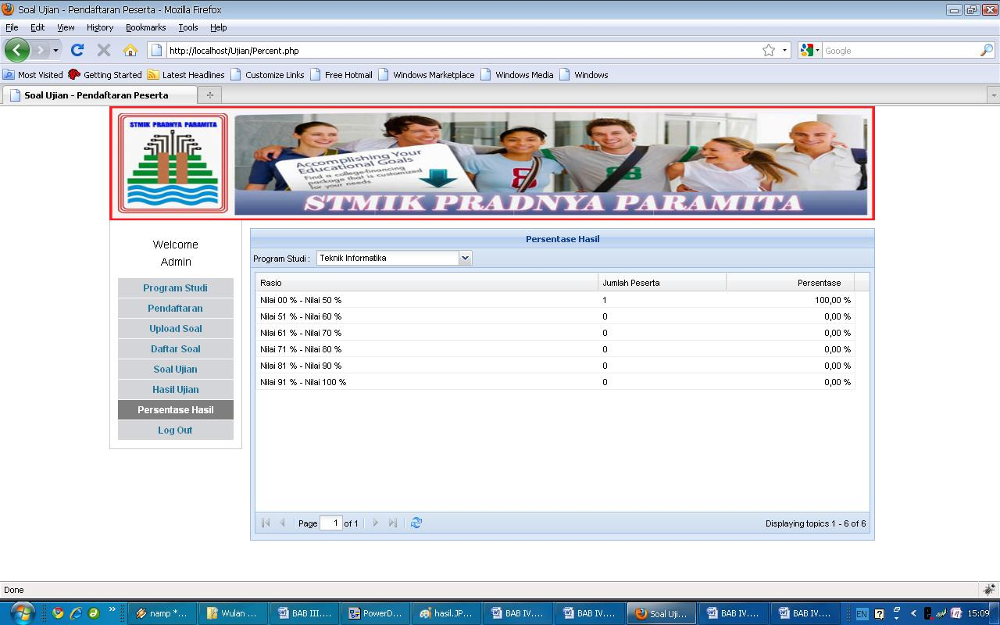 Soal Ujian - Pendaftaran Peserta - Mozilla Firefox
File Edit View History Bookmarks Tools Help
http://localhost/Ujian/Percent.php
Google
Most Visited Getting Started Latest Headlines Customize Links Free Hotmail Windows Marketplace Windows Media Windows
Soal Ujian - Pendaftaran Peserta
STMIK PRADNYA PARAMITA
Accomplishing Your
Educational Goals
Find a college-financing
package that is customized
for your needs
STMIK PRADNYA PARAMITA
Welcome
Admin
Program Studi
Pendaftaran
Upload Soal
Daftar Soal
Soal Ujian
Hasil Ujian
Persentase Hasil
Log Out
Persentase Hasil
Program Studi : Teknik Informatika
Rasio Jumlah Peserta Persentase
Nilai 00 % - Nilai 50 % 1 100,00 %
Nilai 51 % - Nilai 60 % 0 0,00 %
Nilai 61 % - Nilai 70 % 0 0,00 %
Nilai 71 % - Nilai 80 % 0 0,00 %
Nilai 81 % - Nilai 90 % 0 0,00 %
Nilai 91 % - Nilai 100 % 0 0,00 %
Page 1 of 1 Displaying topics 1 - 6 of 6
Done
namp *... Wulan ... BAB III.... PowerD... hasil.JP... BAB IV.... BAB IV.... Soal Uji... BAB IV.... BAB IV.... EN 15:09